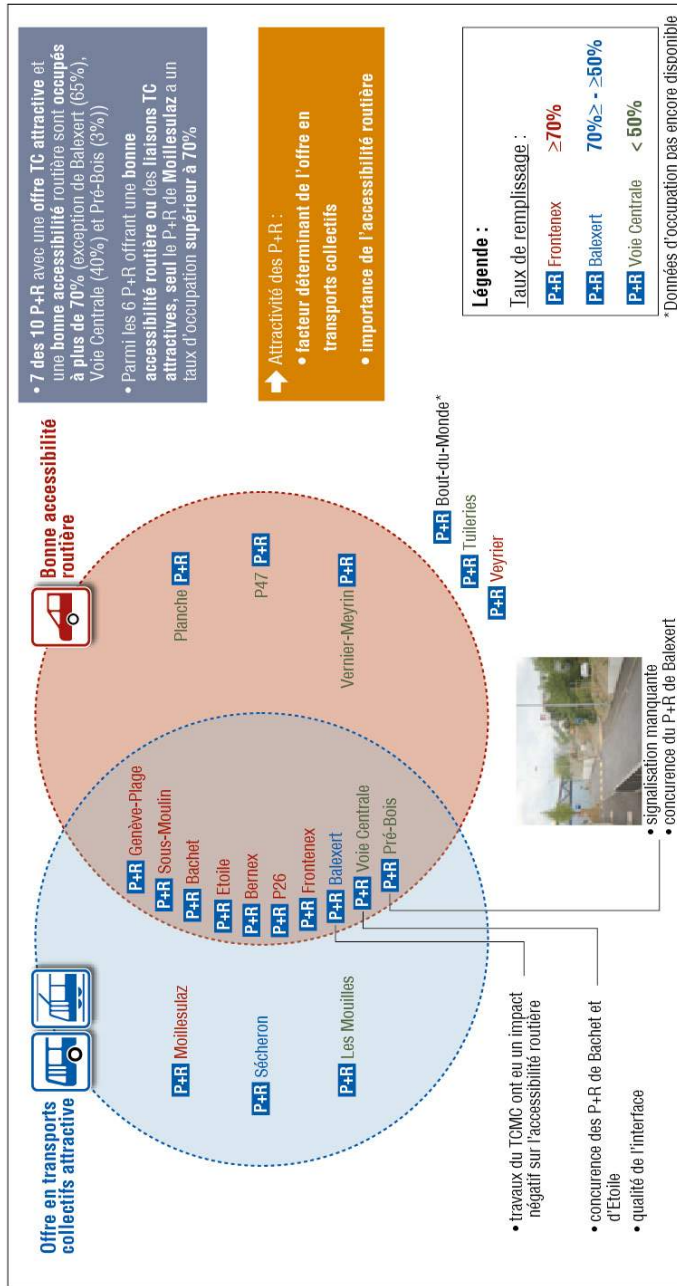 Offre en transports
collectifs attractive
Bonne accessibilité
routière
P+R Moillesulaz
P+R Sécheron
P+R Les Mouilles
P+R Genève-Plage
P+R Sous-Moulin
P+R Bachet
P+R Etoile
P+R Bernex
P+R P26
P+R Frontenex
P+R Balexert
P+R Voie Centrale
P+R Pré-Bois
Planche P+R
P47 P+R
Vernier-Meyrin P+R
P+R Bout-du-Monde*
P+R Tuileries
P+R Veyrier
• travaux du TCMC ont eu un impact
négatif sur l'accessibilité routière
• concurence des P+R de Bachet et
d'Etoile
• qualité de l'interface
• signalisation manquante
• concurence du P+R de Balexert
• 7 des 10 P+R avec une offre TC attractive et
une bonne accessibilité routière sont occupés
à plus de 70% (exception de Balexert (65%),
Voie Centrale (40%) et Pré-Bois (3%))
• Parmi les 6 P+R offrant une bonne
accessibilité routière ou des liaisons TC
attractives, seul le P+R de Moillesulaz a un
taux d'occupation supérieur à 70%
Attractivité des P+R :
• facteur déterminant de l'offre en
transports collectifs
• importance de l'accessibilité routière
Légende :
Taux de remplissage :
P+R Frontenex ≥70%
P+R Balexert 70%≥ - ≥50%
P+R Voie Centrale < 50%
*Données d'occupation pas encore disponible